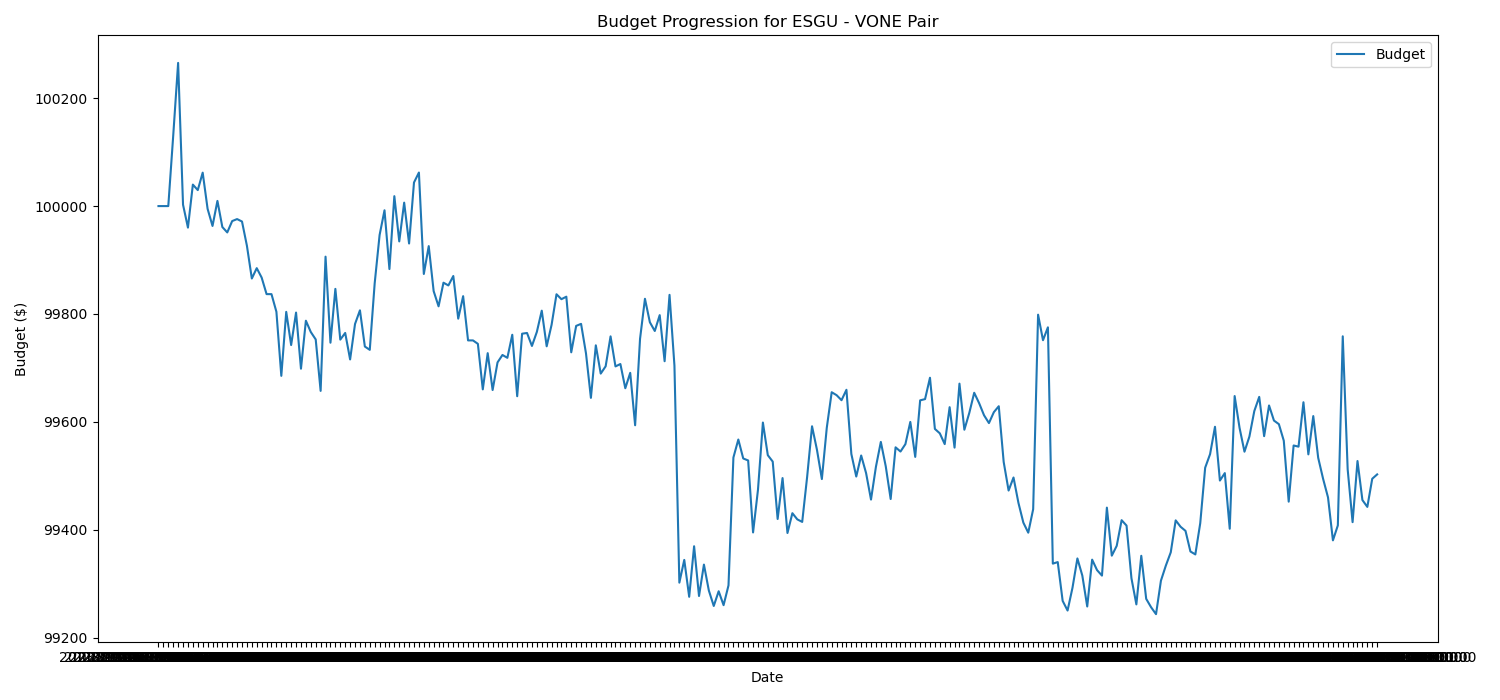 Budget Progression for ESGU - VONE Pair
Budget
100200
100000
99800
99600
99400
99200
Budget ($)
Date